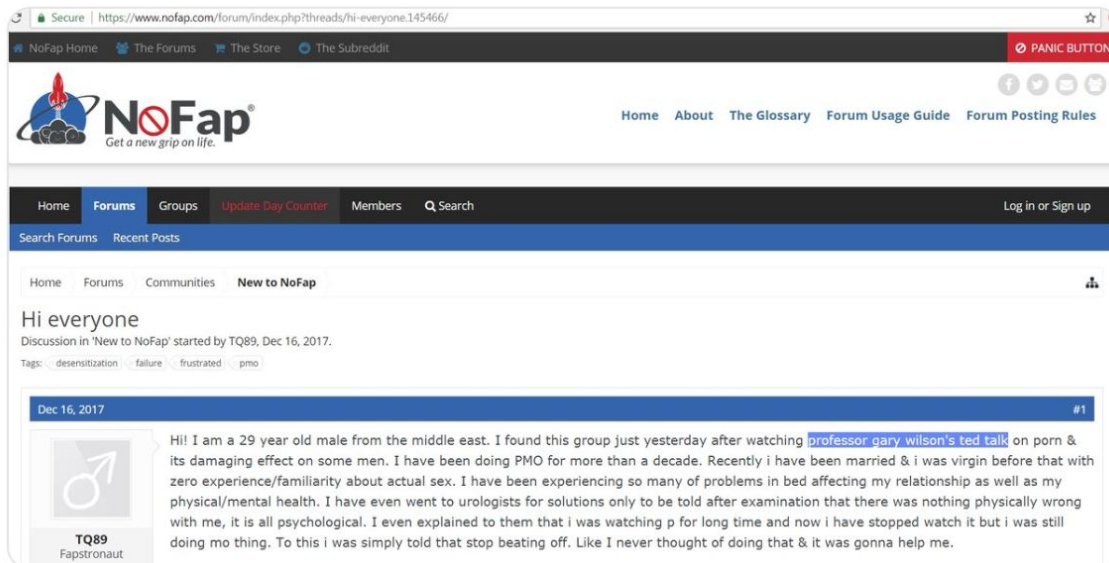 Secure | https://www.nofap.com/forum/index.php?threads/hi-everyone.145466/
NoFap Home The Forums The Store The Subreddit
PANIC BUTTON
NoFap®
Get a new grip on life.
Home About The Glossary Forum Usage Guide Forum Posting Rules
Home Forums Groups Update Day Counter Members Search Log in or Sign up
Search Forums Recent Posts
Home Forums Communities New to NoFap
Hi everyone
Discussion in 'New to NoFap' started by TQ89, Dec 16, 2017.
Tags: desensitization failure frustrated pmo
Dec 16, 2017 #1
Hi! I am a 29 year old male from the middle east. I found this group just yesterday after watching professor gary wilson's ted talk on porn &
its damaging effect on some men. I have been doing PMO for more than a decade. Recently i have been married & i was virgin before that with
zero experience/familiarity about actual sex. I have been experiencing so many of problems in bed affecting my relationship as well as my
physical/mental health. I have even went to urologists for solutions only to be told after examination that there was nothing physically wrong
with me, it is all psychological. I even explained to them that i was watching p for long time and now i have stopped watch it but i was still
doing mo thing. To this i was simply told that stop beating off. Like I never thought of doing that & it was gonna help me.
TQ89
Fapstronaut